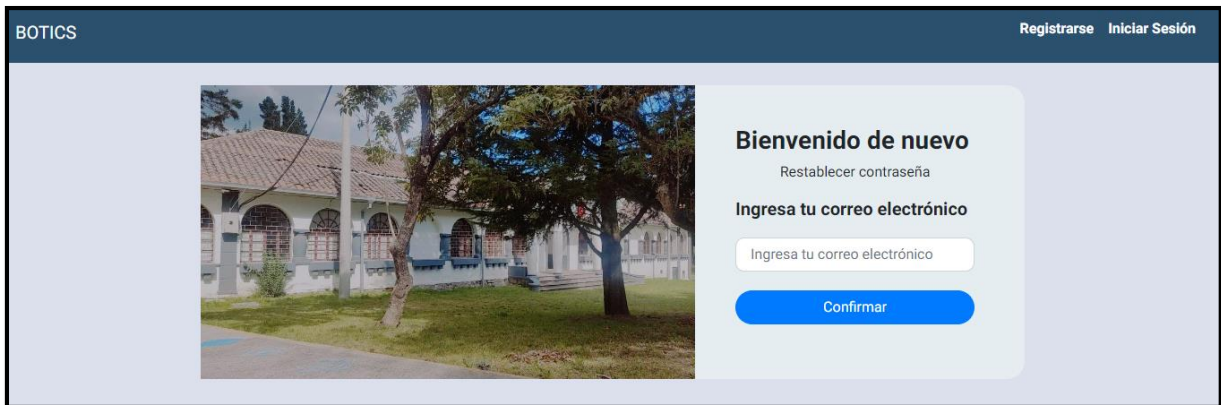 BOTICS
Registrarse Iniciar Sesión
Bienvenido de nuevo
Restablecer contraseña
Ingresa tu correo electrónico
Ingresa tu correo electrónico
Confirmar